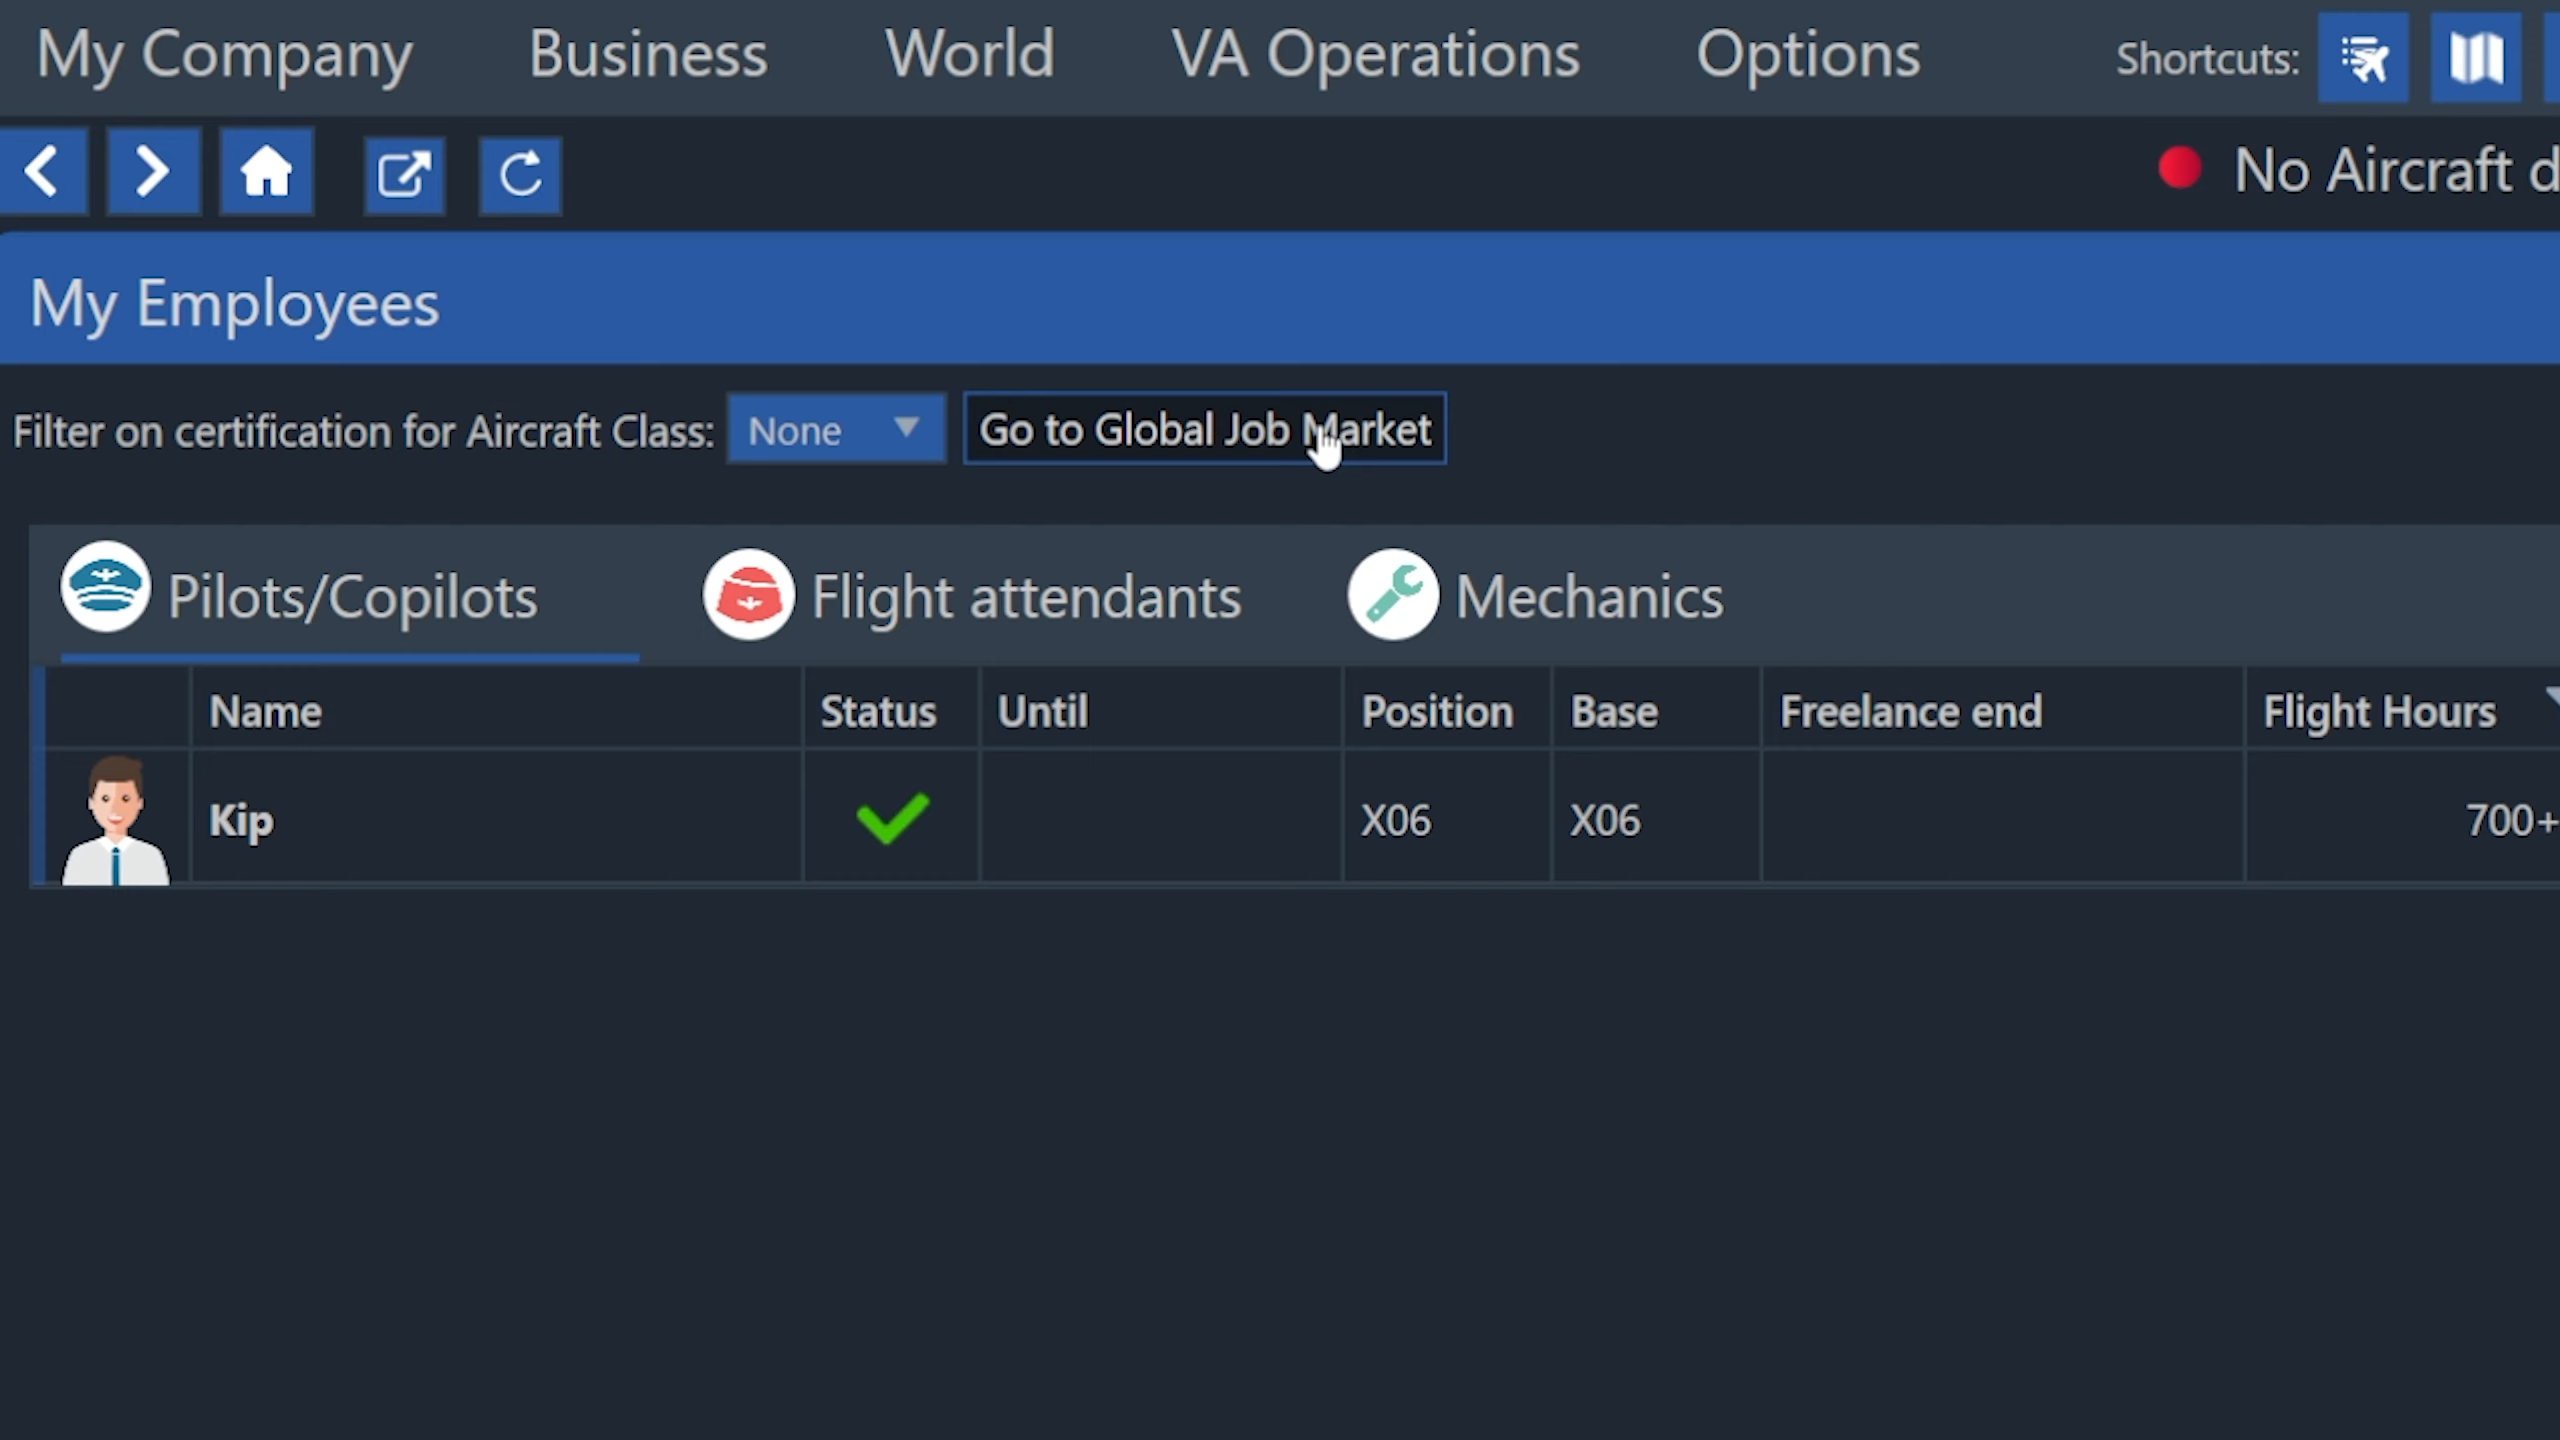 My Company Business World VA Operations Options Shortcuts:
No Aircraft d
My Employees
Filter on certification for Aircraft Class: None Go to Global Job Market
Pilots/Copilots Flight attendants Mechanics
Name Status Until Position Base Freelance end Flight Hours
Kip X06 X06 700+